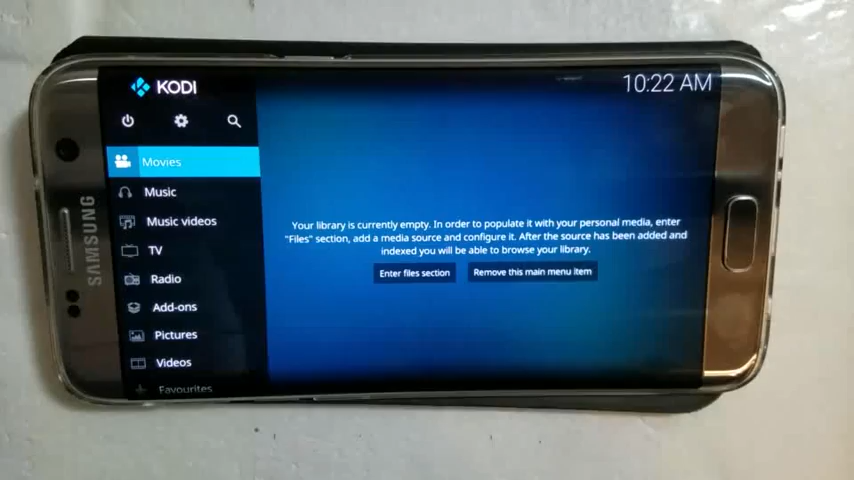 KODI
10:22 AM
Movies
Music
Music videos
TV
Radio
Add-ons
Pictures
Videos
Favourites
Your library is currently empty. In order to populate it with your personal media, enter
"Files" section, add a media source and configure it. After the source has been added and
indexed you will be able to browse your library.
Enter files section
Remove this main menu item
SAMSUNG